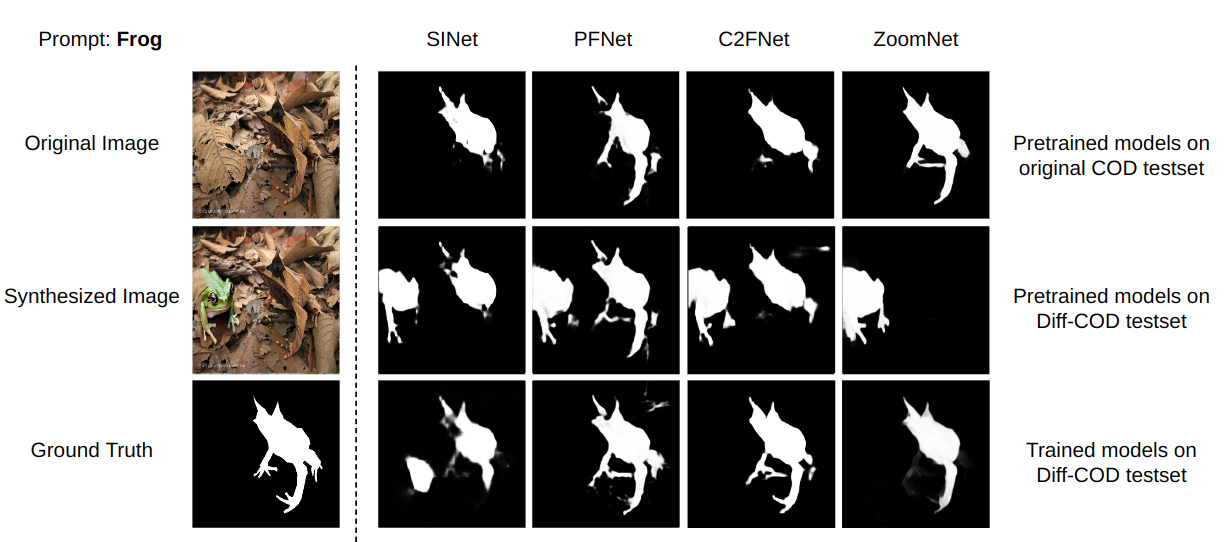 Prompt: Frog
SINet
PFNet
C2FNet
ZoomNet
Original Image
Pretrained models on
original COD testset
Synthesized Image
Pretrained models on
Diff-COD testset
Ground Truth
Trained models on
Diff-COD testset